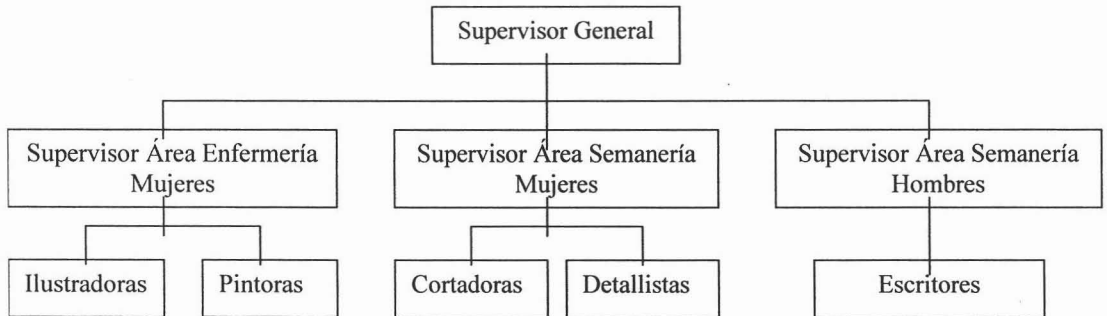 Supervisor General
Supervisor Área Enfermería
Mujeres
Supervisor Área Semanería
Mujeres
Supervisor Área Semanería
Hombres
Ilustradoras
Pintoras
Cortadoras
Detallistas
Escritores